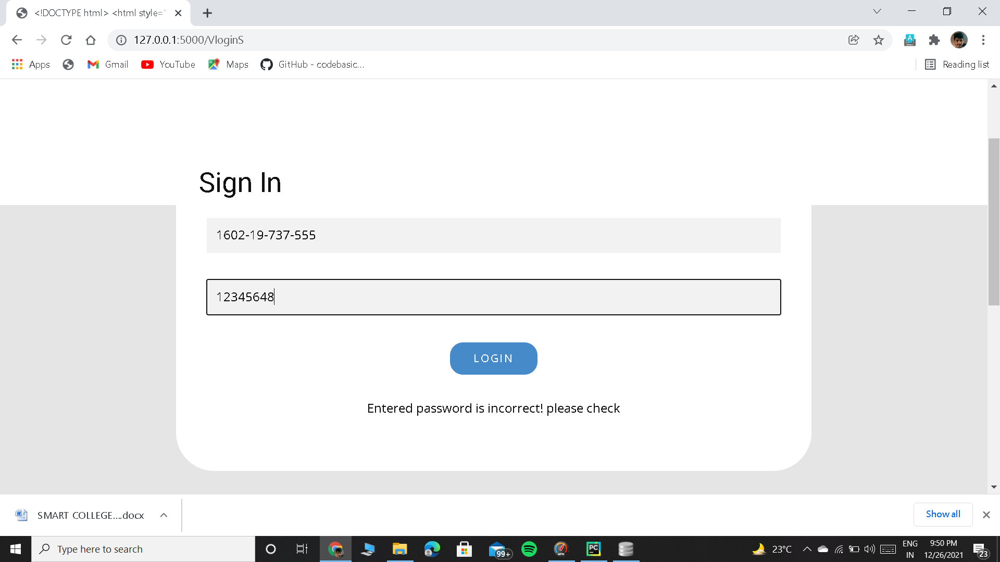 <!DOCTYPE html> <html style="
127.0.0.1:5000/VloginS
Apps
Gmail
YouTube
Maps
GitHub - codebasic...
Reading list
Sign In
1602-19-737-555
12345648
LOGIN
Entered password is incorrect! please check
SMART COLLEGE....docx
Show all
Type here to search
99+
PC
23°C
ENG
IN
9:50 PM
12/26/2021
23